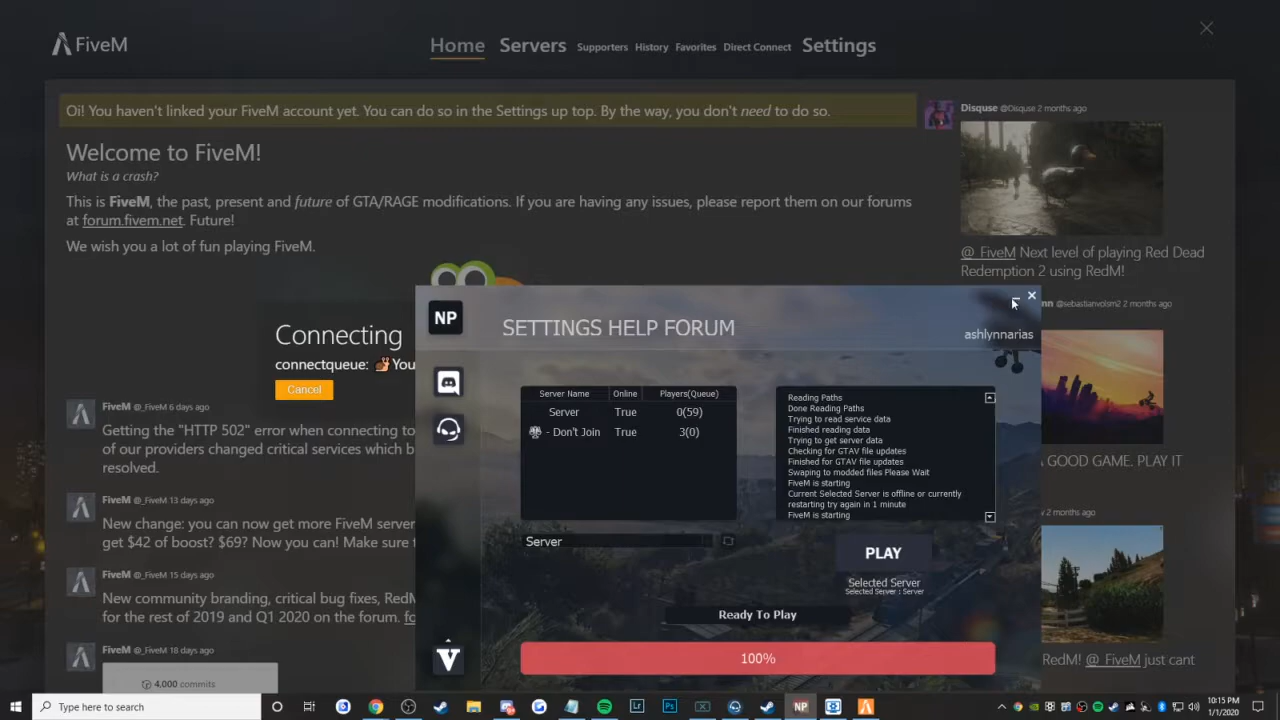 FiveM
Home Servers Supporters History Favorites Direct Connect Settings
Oi! You haven't linked your FiveM account yet. You can do so in the Settings up top. By the way, you don't need to do so.
Welcome to FiveM!
What is a crash?
This is FiveM, the past, present and future of GTA/RAGE modifications. If you are having any issues, please report them on our forums
at forum.fivem.net. Future!
We wish you a lot of fun playing FiveM.
Connecting
connectqueue: 🐌You
Cancel
FiveM @_FiveM 6 days ago
Getting the "HTTP 502" error when connecting to
of our providers changed critical services which b
resolved.
FiveM @_FiveM 13 days ago
New change: you can now get more FiveM server
get $42 of boost? $69? Now you can! Make sure t
FiveM @_FiveM 15 days ago
New community branding, critical bug fixes, RedM
for the rest of 2019 and Q1 2020 on the forum.
FiveM @_FiveM 18 days ago
4,000 commits
Disquse @Disquse 2 months ago
@_FiveM Next level of playing Red Dead
Redemption 2 using RedM!
nn @sebastianvolsm2 2 months ago
A GOOD GAME. PLAY IT
2 months ago
RedM! @_FiveM just cant
NP
SETTINGS HELP FORUM
ashlynnarias
Server Name Online Players(Queue)
Server True 0(59)
- Don't Join True 3(0)
Server
Reading Paths
Done Reading Paths
Trying to read service data
Finished reading data
Trying to get server data
Checking for GTAV file updates
Finished for GTAV file updates
Swaping to modded files Please Wait
FiveM is starting
Current Selected Server is offline or currently
restarting try again in 1 minute
FiveM is starting
PLAY
Selected Server
Selected Server : Server
Ready To Play
100%
V
Type here to search
Lr
Ps
NP
10:15 PM
1/1/2020